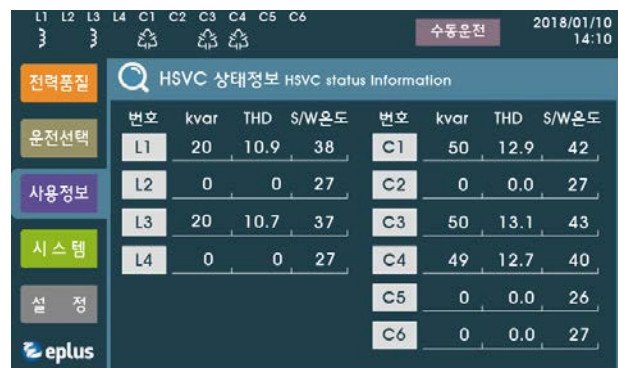 L1 L2 L3 L4 C1 C2 C3 C4 C5 C6
수동운전
2018/01/10
14:10
전력품질
운전선택
사용정보
시스템
설 정
eplus
HSVC 상태정보 HSVC status Information
번호 kvar THD S/W온도 번호 kvar THD S/W온도
L1 20 10.9 38 C1 50 12.9 42
L2 0 0 27 C2 0 0.0 27
L3 20 10.7 37 C3 50 13.1 43
L4 0 0 27 C4 49 12.7 40
C5 0 0.0 26
C6 0 0.0 27